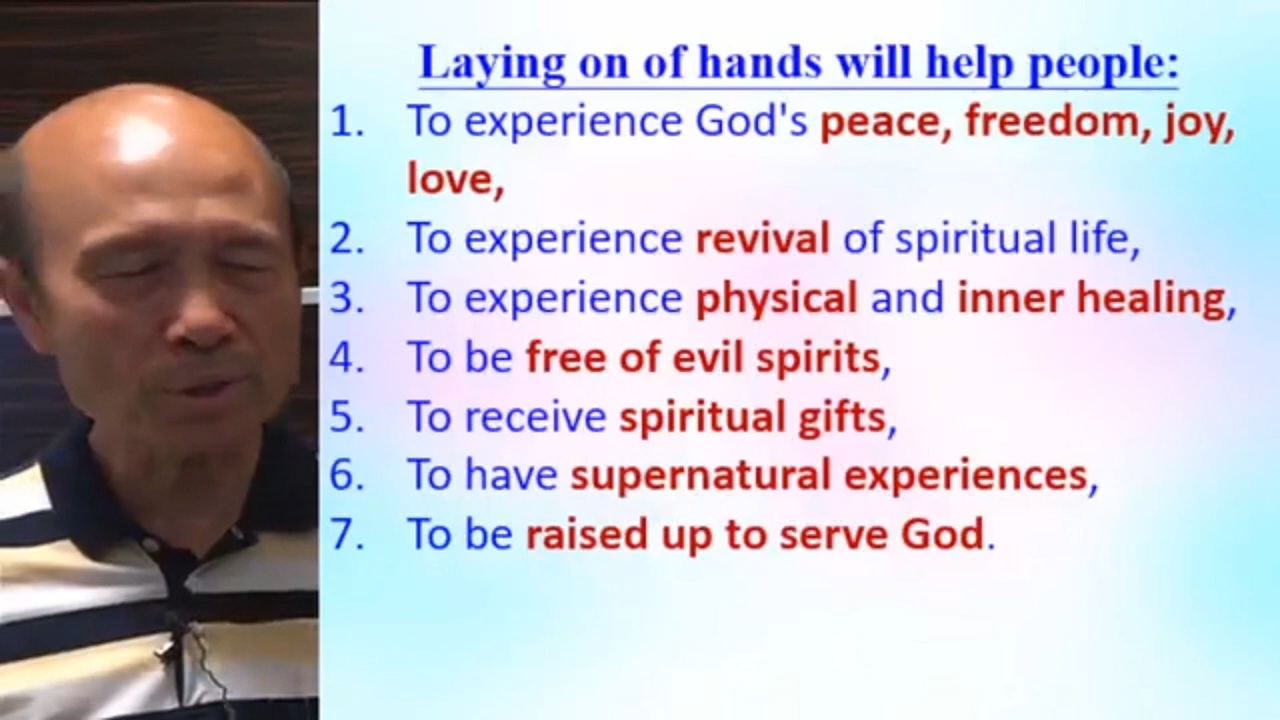 Laying on of hands will help people:
1. To experience God's peace, freedom, joy,
love,
2. To experience revival of spiritual life,
3. To experience physical and inner healing,
4. To be free of evil spirits,
5. To receive spiritual gifts,
6. To have supernatural experiences,
7. To be raised up to serve God.